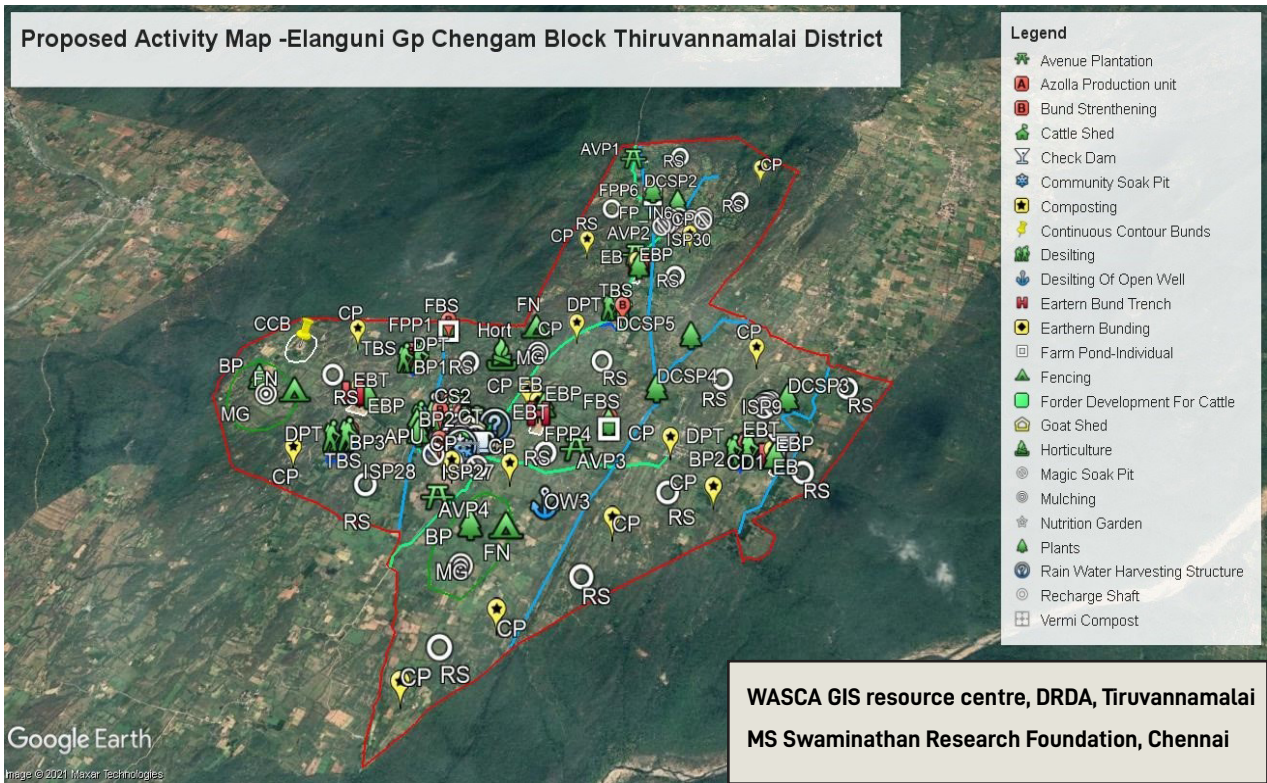 Proposed Activity Map -Elanguni Gp Chengam Block Thiruvannamalai District
Legend
Avenue Plantation
A Azolla Production unit
B Bund Strenthening
Cattle Shed
Check Dam
Community Soak Pit
Composting
Continuous Contour Bunds
Desilting
Desilting Of Open Well
Eartern Bund Trench
Earthern Bunding
Farm Pond-Individual
Fencing
Forder Development For Cattle
Goat Shed
Horticulture
Magic Soak Pit
Mulching
Nutrition Garden
Plants
Rain Water Harvesting Structure
Recharge Shaft
Vermi Compost
AVP1
RS
CP
DCSP2
FPP6
FP
IN6
CP
RS
RS
CP
AVP2
ISP30
EB
EBP
RS
TBS
B
FBS
FN
DPT
DCSP5
CCB
CP
FPP1
Hort
CP
CP
TBS
DPT
BP1
RS
MG
BP
FN
RS
EBT
CP
EB
EBP
RS
DCSP4
RS
DCSP3
RS
MG
EBP
CS2
FBS
ISP9
BP2
EBT
EBT
DPT
BP3
APU
CP
FPP4
CP
DPT
EBP
TBS
CP
RS
AVP3
BP2
CD1
EB
CP
ISP28
ISP27
CP
RS
RS
AVP4
OW3
RS
CP
BP
FN
MG
RS
CP
RS
CP
Google Earth
Image © 2021 Maxar Technologies
WASCA GIS resource centre, DRDA, Tiruvannamalai
MS Swaminathan Research Foundation, Chennai